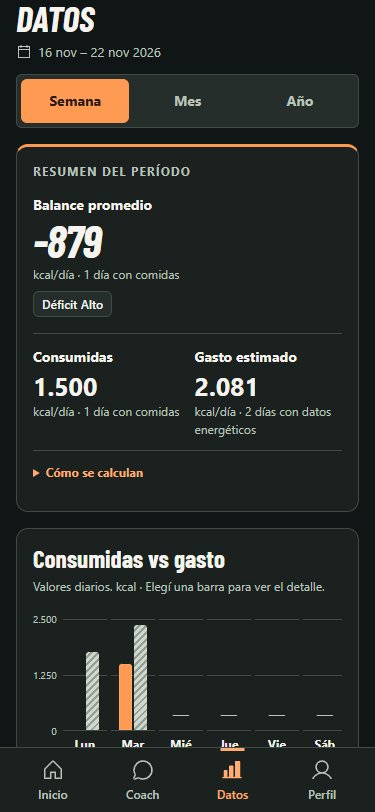 DATOS
16 nov – 22 nov 2026
Semana Mes Año
RESUMEN DEL PERÍODO
Balance promedio
-879
kcal/día · 1 día con comidas
Déficit Alto
Consumidas Gasto estimado
1.500 2.081
kcal/día · 1 día con comidas kcal/día · 2 días con datos
energéticos
Cómo se calculan
Consumidas vs gasto
Valores diarios. kcal · Elegí una barra para ver el detalle.
2.500
1.250
0
Lun Mar Mié Jue Vie Sáb
Inicio Coach Datos Perfil